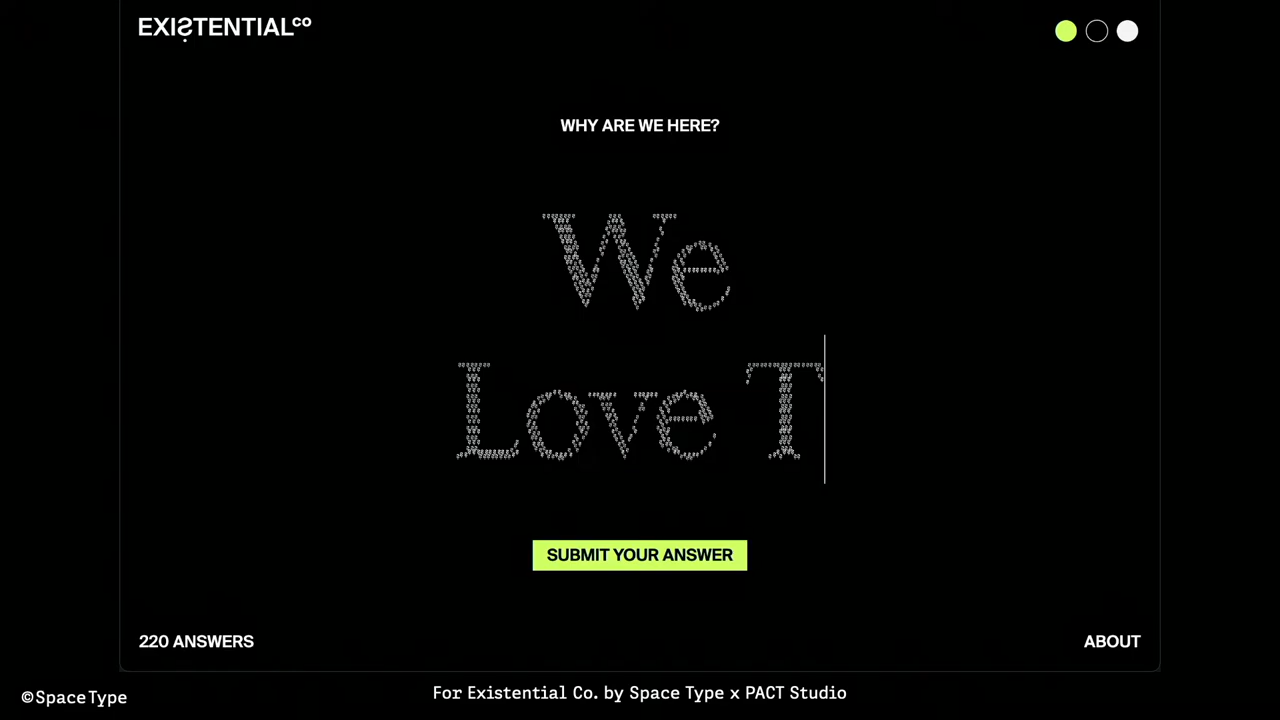 EXISTENTIAL CO
WHY ARE WE HERE?
We
Love T
SUBMIT YOUR ANSWER
220 ANSWERS
ABOUT
For Existential Co. by Space Type x PACT Studio
©SpaceType